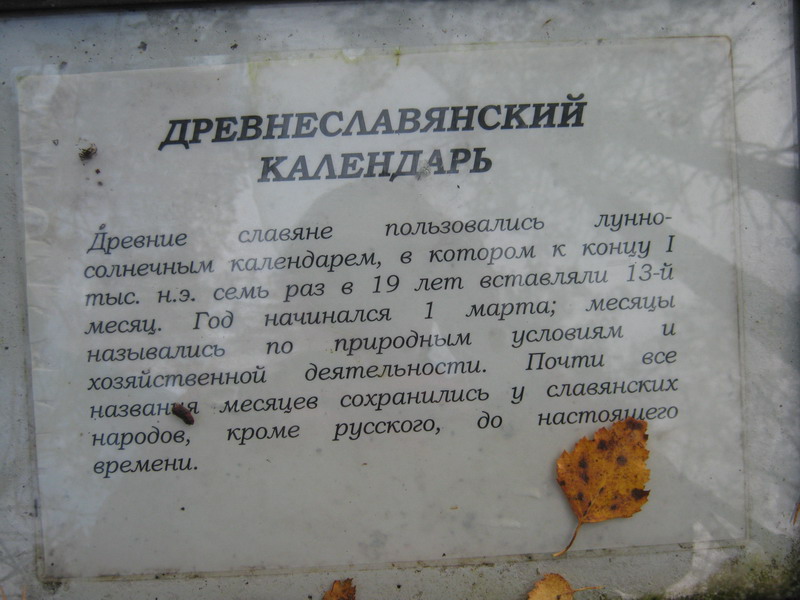 ДРЕВНЕСЛАВЯНСКИЙ
КАЛЕНДАРЬ
Древние славяне пользовались лунно-
солнечным календарем, в котором к концу I
тыс. н.э. семь раз в 19 лет вставляли 13-й
месяц. Год начинался 1 марта; месяцы
назывались по природным условиям и
хозяйственной деятельности. Почти все
названия месяцев сохранились у славянских
народов, кроме русского, до настоящего
времени.